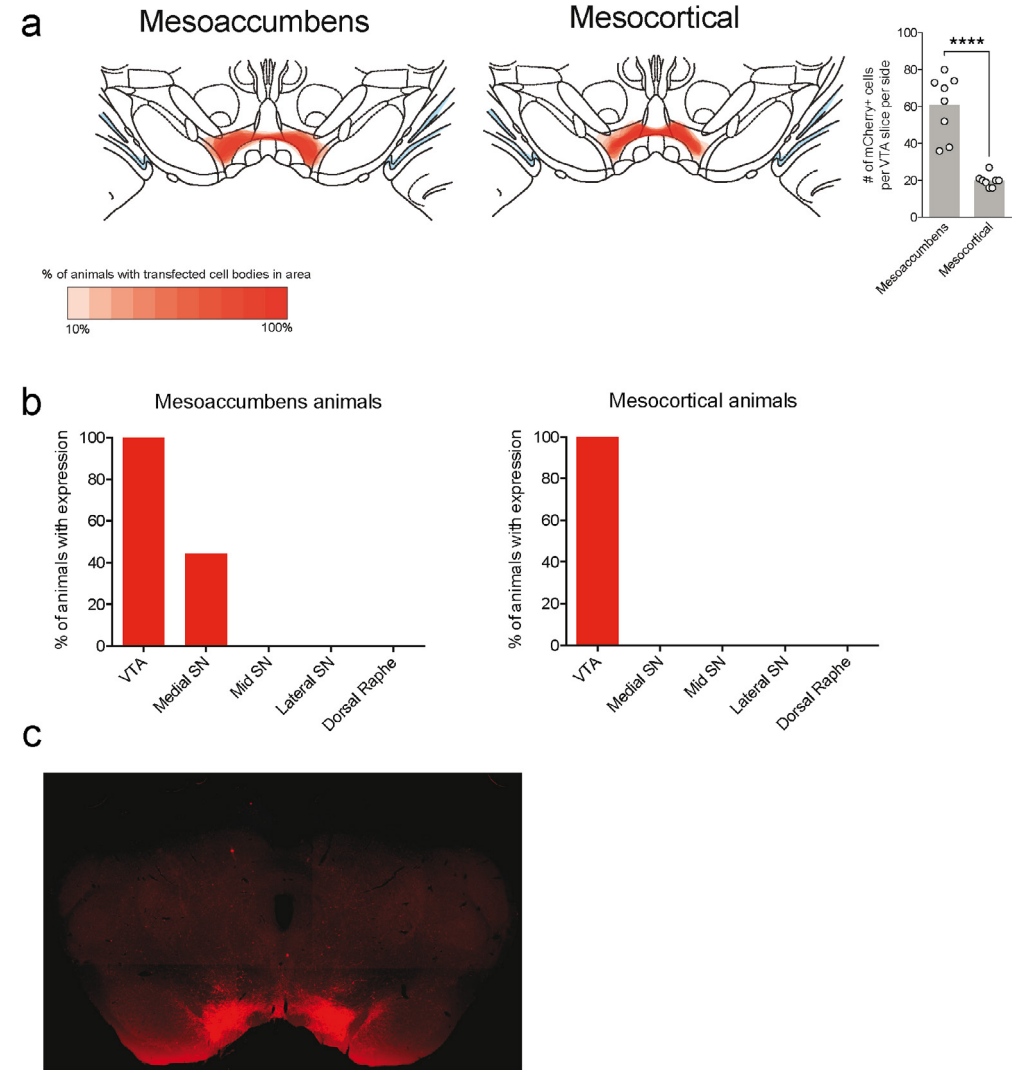 a
Mesoaccumbens
Mesocortical
# of mCherry+ cells
per VTA slice per side
100
80
60
40
20
0
****
Mesoaccumbens
Mesocortical
% of animals with transfected cell bodies in area
10%
100%
b
Mesoaccumbens animals
% of animals with expression
100
80
60
40
20
0
VTA
Medial SN
Mid SN
Lateral SN
Dorsal Raphe
Mesocortical animals
% of animals with expression
100
80
60
40
20
0
VTA
Medial SN
Mid SN
Lateral SN
Dorsal Raphe
c